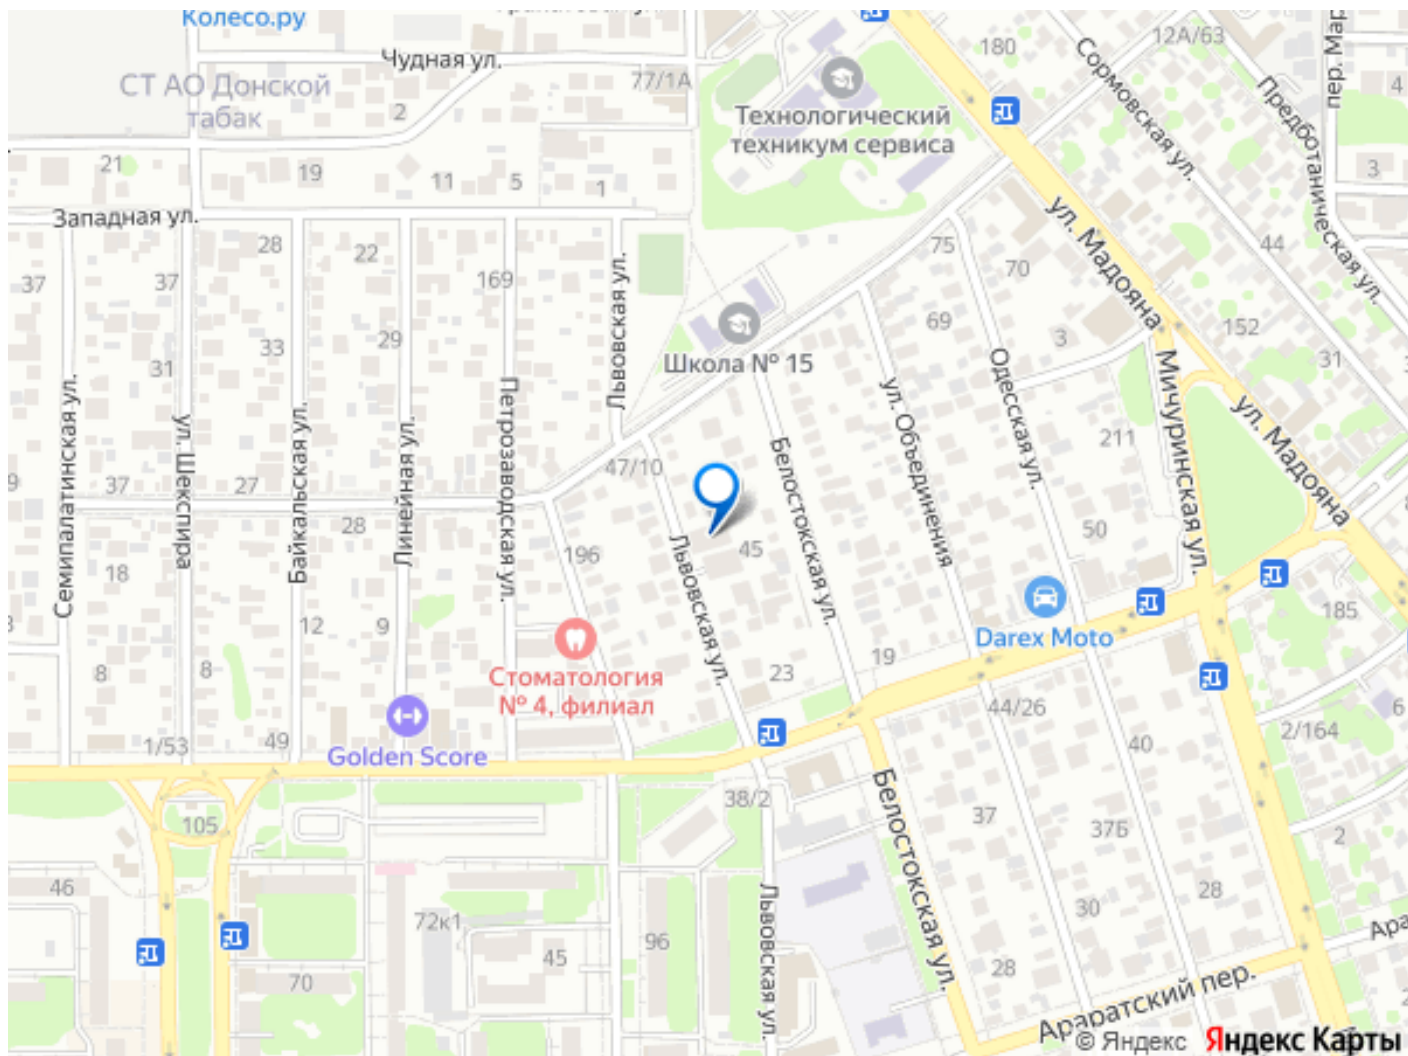 Колесо.ру
Чудная ул.
СТ АО Донской
табак
77/1А
180
12А/63
пер. Мар
4
Сормовская ул.
Предботаническая ул.
Технологический
техникум сервиса
2
21
19
11
5
1
3
Западная ул.
28
22
37
37
169
75
70
44
ул. Мадояна
Львовская ул.
69
3
152
31
29
33
31
Школа № 15
Одесская ул.
Мичуринская ул.
ул. Мадояна
Семипалатинская ул.
ул. Шекспира
Байкальская ул.
Линейная ул.
Петрозаводская ул.
Белостокская ул.
ул. Объединения
211
47/10
9
37
27
28
50
196
45
Львовская ул.
18
12
9
185
Darex Moto
8
8
Стоматология
№ 4, филиал
23
19
44/26
6
2/164
Golden Score
1/53
49
40
38/2
105
37
37Б
2
Белостокская ул.
46
72к1
96
Львовская ул.
28
30
45
70
28
Араратский пер.
Ара
© Яндекс Яндекс Карты